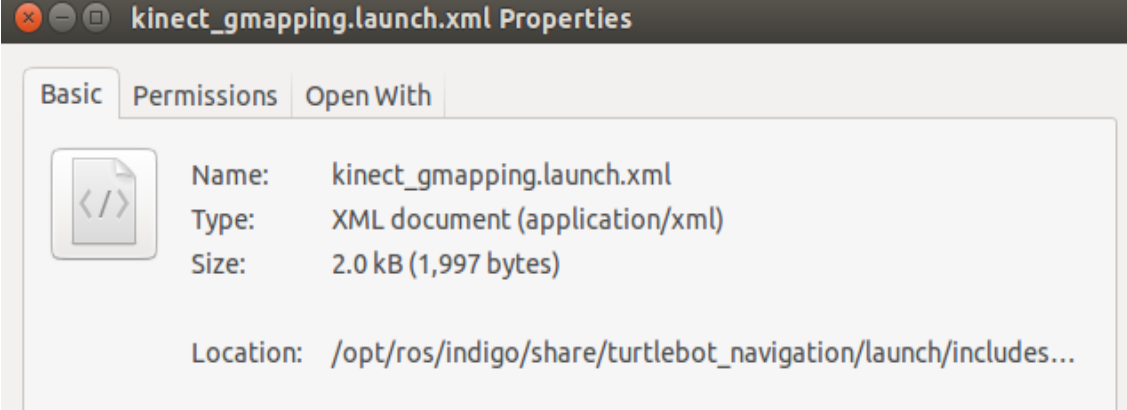 kinect_gmapping.launch.xml Properties
Basic Permissions Open With
Name: kinect_gmapping.launch.xml
Type: XML document (application/xml)
Size: 2.0 kB (1,997 bytes)
Location: /opt/ros/indigo/share/turtlebot_navigation/launch/includes...